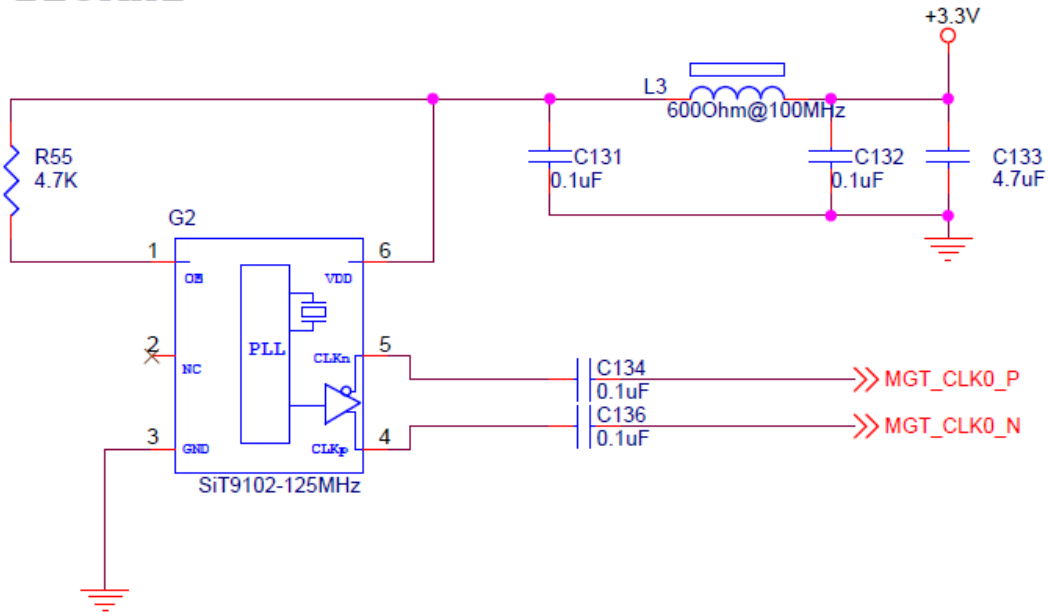 +3.3V
L3
600Ohm@100MHz
R55
4.7K
C131
0.1uF
C132
0.1uF
C133
4.7uF
G2
1
6
OE
VDD
2
5
PLL
CLKn
NC
C134
0.1uF
MGT_CLK0_P
3
4
GND
CLKp
C136
0.1uF
MGT_CLK0_N
SiT9102-125MHz